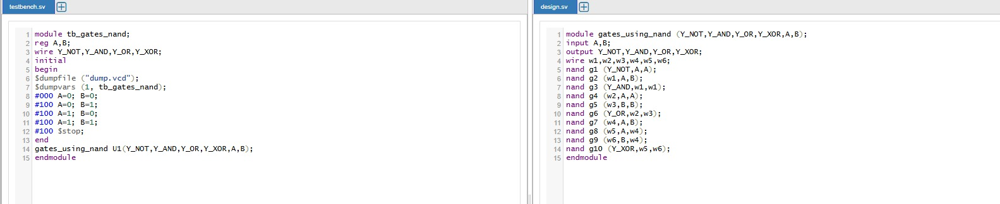 testbench.sv
1 module tb_gates_nand;
2 reg A,B;
3 wire Y_NOT,Y_AND,Y_OR,Y_XOR;
4 initial
5 begin
6 $dumpfile ("dump.vcd");
7 $dumpvars (1, tb_gates_nand);
8 #000 A=0; B=0;
9 #100 A=0; B=1;
10 #100 A=1; B=0;
11 #100 A=1; B=1;
12 #100 $stop;
13 end
14 gates_using_nand U1(Y_NOT,Y_AND,Y_OR,Y_XOR,A,B);
15 endmodule
design.sv
1 module gates_using_nand (Y_NOT,Y_AND,Y_OR,Y_XOR,A,B);
2 input A,B;
3 output Y_NOT,Y_AND,Y_OR,Y_XOR;
4 wire w1,w2,w3,w4,w5,w6;
5 nand g1 (Y_NOT,A,A);
6 nand g2 (w1,A,B);
7 nand g3 (Y_AND,w1,w1);
8 nand g4 (w2,A,A);
9 nand g5 (w3,B,B);
10 nand g6 (Y_OR,w2,w3);
11 nand g7 (w4,A,B);
12 nand g8 (w5,A,w4);
13 nand g9 (w6,B,w4);
14 nand g10 (Y_XOR,w5,w6);
15 endmodule